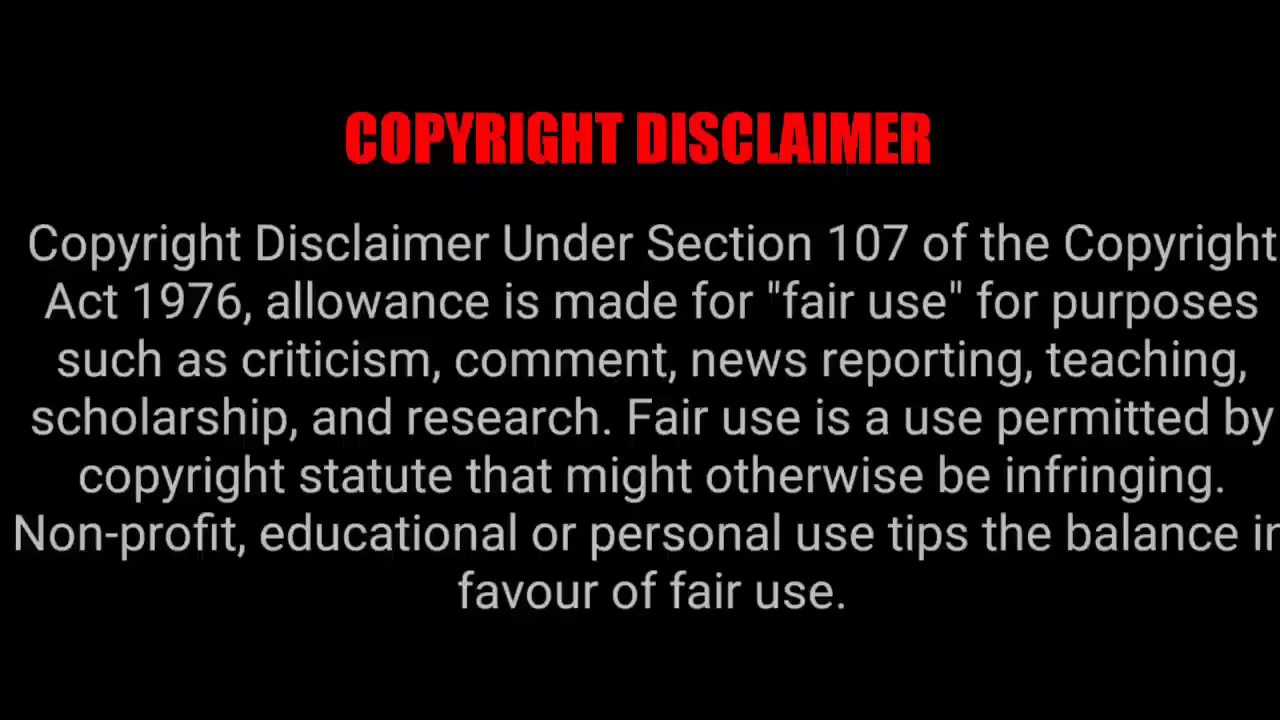 COPYRIGHT DISCLAIMER
Copyright Disclaimer Under Section 107 of the Copyright
Act 1976, allowance is made for "fair use" for purposes
such as criticism, comment, news reporting, teaching,
scholarship, and research. Fair use is a use permitted by
copyright statute that might otherwise be infringing.
Non-profit, educational or personal use tips the balance in
favour of fair use.